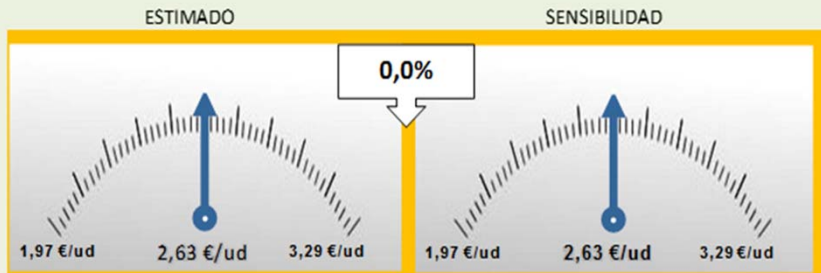 ESTIMADO SENSIBILIDAD
0,0%
1,97 €/ud 2,63 €/ud 3,29 €/ud 1,97 €/ud 2,63 €/ud 3,29 €/ud